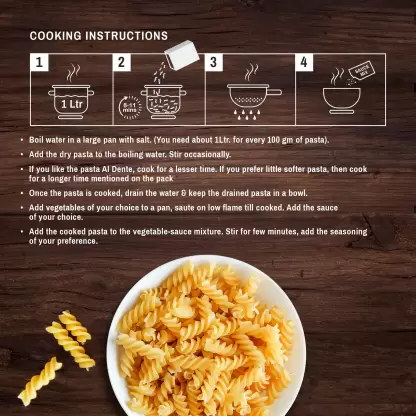 COOKING INSTRUCTIONS
1
2
3
4
1 Ltr
8-11
mins
SAUCE
MIX
• Boil water in a large pan with salt. (You need about 1Ltr. for every 100 gm of pasta).
• Add the dry pasta to the boiling water. Stir occasionally.
• If you like the pasta Al Dente, cook for a lesser time. If you prefer little softer pasta, then cook
for a longer time mentioned on the pack
• Once the pasta is cooked, drain the water & keep the drained pasta in a bowl.
• Add vegetables of your choice to a pan, saute on low flame till cooked. Add the sauce
of your choice.
• Add the cooked pasta to the vegetable-sauce mixture. Stir for few minutes, add the seasoning
of your preference.